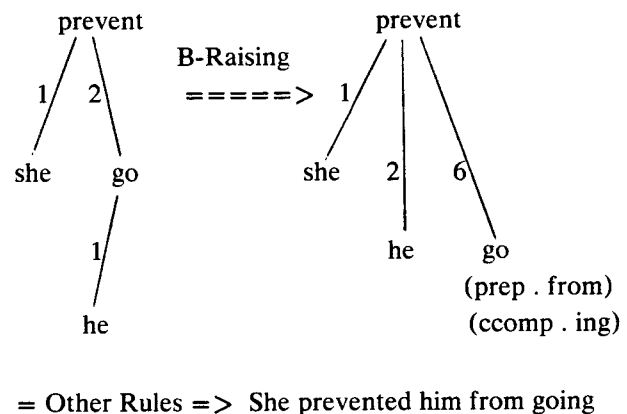 prevent
prevent
B-Raising
1
2
= = = = = >
1
she
go
she
2
6
1
he
go
(prep . from)
he
(ccomp . ing)
= Other Rules = > She prevented him from going